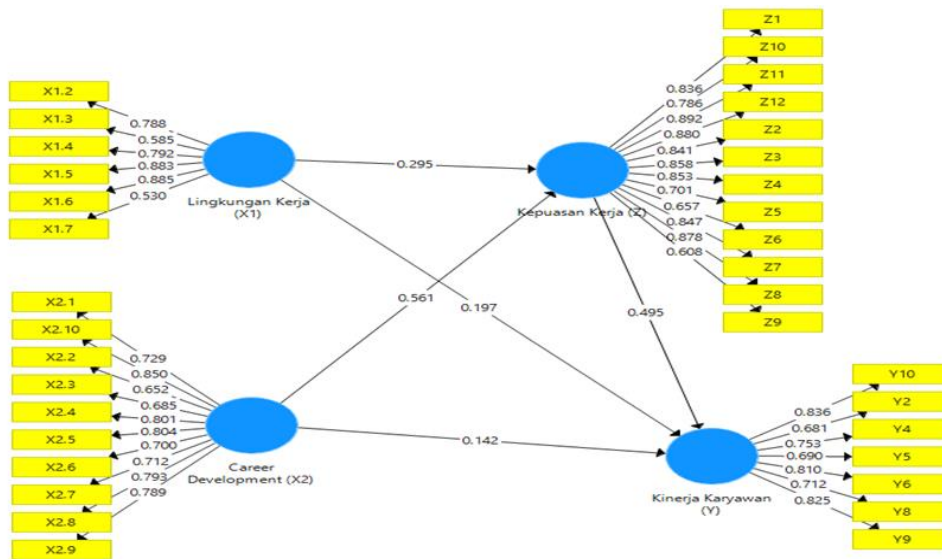 X1.2
X1.3
X1.4
X1.5
X1.6
X1.7
0.788
0.585
0.792
0.883
0.885
0.530
Lingkungan Kerja
(X1)
0.295
0.197
X2.1
X2.10
X2.2
X2.3
X2.4
X2.5
X2.6
X2.7
X2.8
X2.9
0.729
0.850
0.652
0.685
0.801
0.804
0.700
0.712
0.793
0.789
Career
Development (X2)
0.561
0.142
Z1
Z10
Z11
Z12
Z2
Z3
Z4
Z5
Z6
Z7
Z8
Z9
0.836
0.786
0.892
0.880
0.841
0.858
0.853
0.701
0.657
0.847
0.878
0.608
Kepuasan Kerja (Z)
0.495
Y10
Y2
Y4
Y5
Y6
Y8
Y9
0.836
0.681
0.753
0.690
0.810
0.712
0.825
Kinerja Karyawan
(Y)